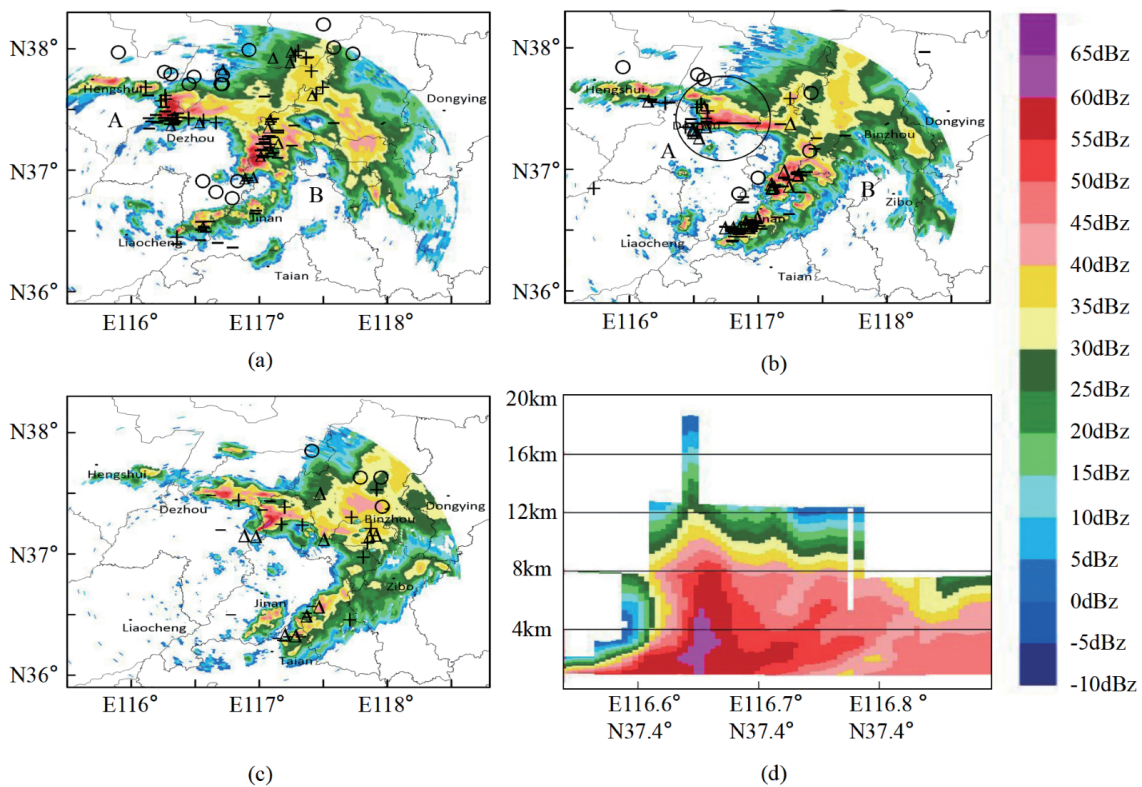 N38°
N37°
N36°
Hengshui
A
Dezhou
Dongying
B
Jinan
Liaocheng
Taian
E116° E117° E118°
(a)
N38°
N37°
N36°
Hengshui
Dongying
Binzhou
A
B
Zibo
Jinan
Liaocheng
Taian
E116° E117° E118°
(b)
N38°
N37°
N36°
Hengshui
Dezhou
Dongying
Binzhou
Zibo
Jinan
Liaocheng
Taian
E116° E117° E118°
(c)
20km
16km
12km
8km
4km
E116.6° E116.7° E116.8°
N37.4° N37.4° N37.4°
(d)
65dBz
60dBz
55dBz
50dBz
45dBz
40dBz
35dBz
30dBz
25dBz
20dBz
15dBz
10dBz
5dBz
0dBz
-5dBz
-10dBz